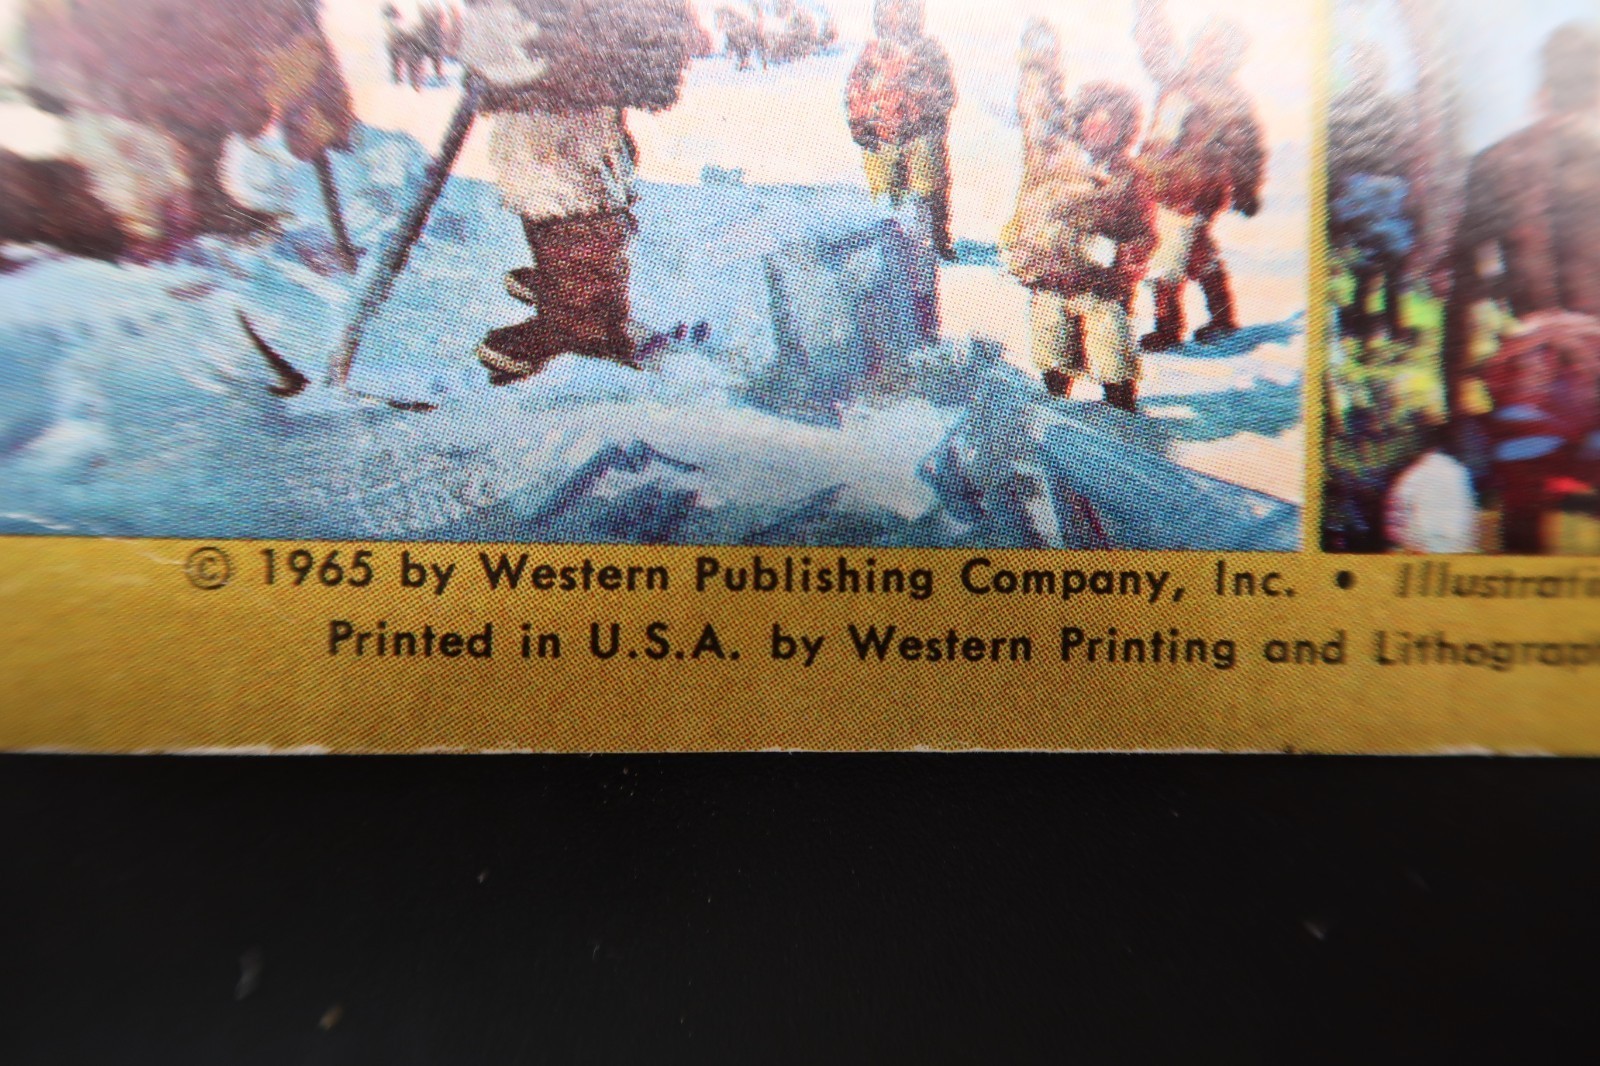 © 1965 by Western Publishing Company, Inc. •
Printed in U.S.A. by Western Printing and